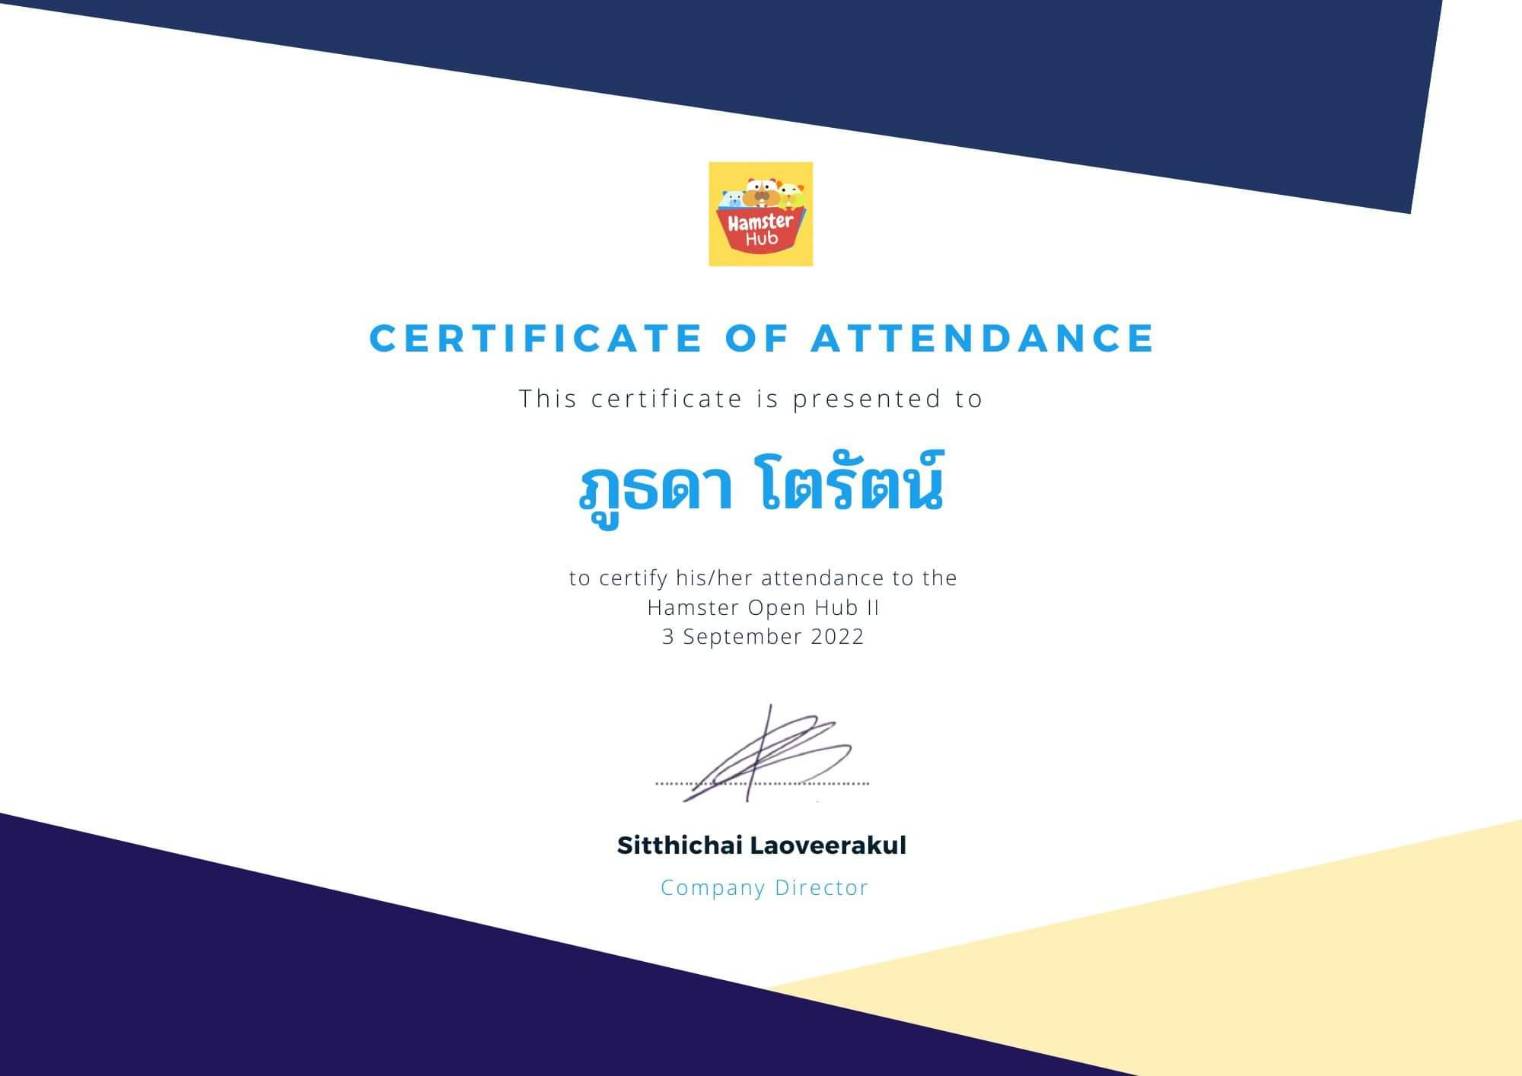 Hamster
Hub
CERTIFICATE OF ATTENDANCE
This certificate is presented to
ภูธดา โตรัตน์
to certify his/her attendance to the
Hamster Open Hub II
3 September 2022
Sitthichai Laoveerakul
Company Director